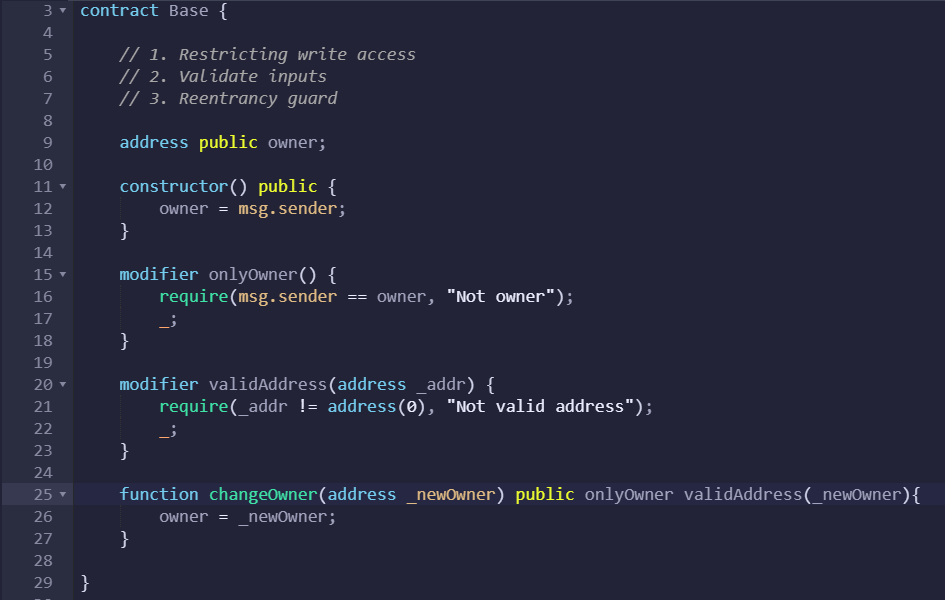 3 contract Base {
4
5 // 1. Restricting write access
6 // 2. Validate inputs
7 // 3. Reentrancy guard
8
9 address public owner;
10
11 constructor() public {
12 owner = msg.sender;
13 }
14
15 modifier onlyOwner() {
16 require(msg.sender == owner, "Not owner");
17 _;
18 }
19
20 modifier validAddress(address _addr) {
21 require(_addr != address(0), "Not valid address");
22 _;
23 }
24
25 function changeOwner(address _newOwner) public onlyOwner validAddress(_newOwner){
26 owner = _newOwner;
27 }
28
29 }